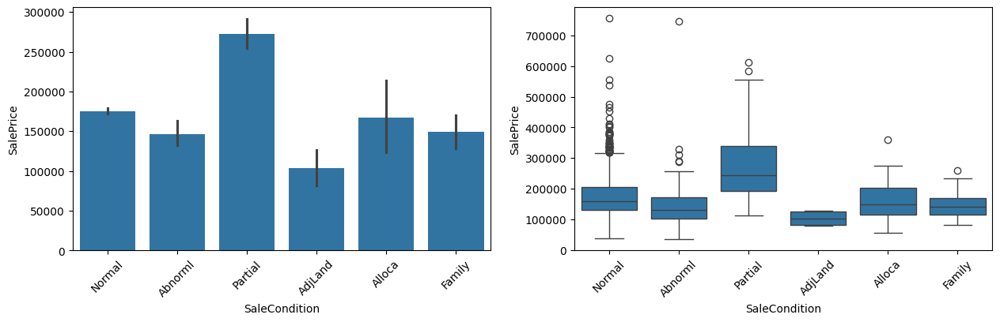 300000
250000
200000
150000
100000
50000
0
SalePrice
Normal
Abnorml
Partial
AdjLand
Alloca
Family
SaleCondition
700000
600000
500000
400000
300000
200000
100000
0
SalePrice
Normal
Abnorml
Partial
AdjLand
Alloca
Family
SaleCondition